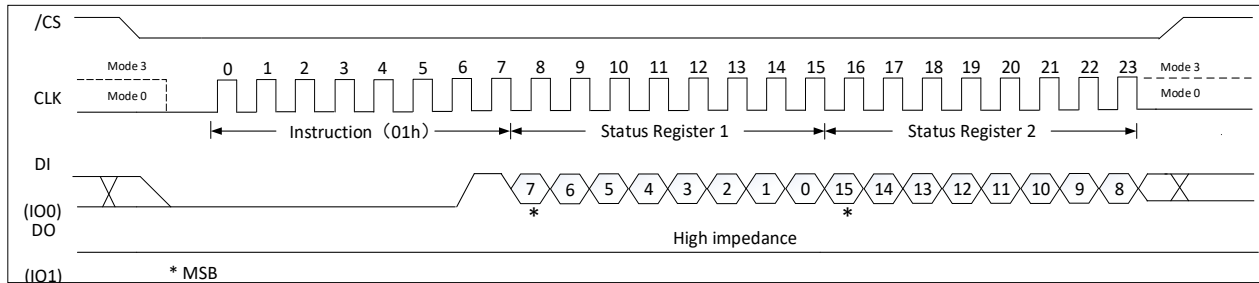 /CS
Mode 3
0 1 2 3 4 5 6 7 8 9 10 11 12 13 14 15 16 17 18 19 20 21 22 23
Mode 3
CLK
Mode 0
Mode 0
Instruction（01h）
Status Register 1
Status Register 2
DI
7 6 5 4 3 2 1 0 15 14 13 12 11 10 9 8
(IO0)
* *
DO
High impedance
(IO1)
* MSB